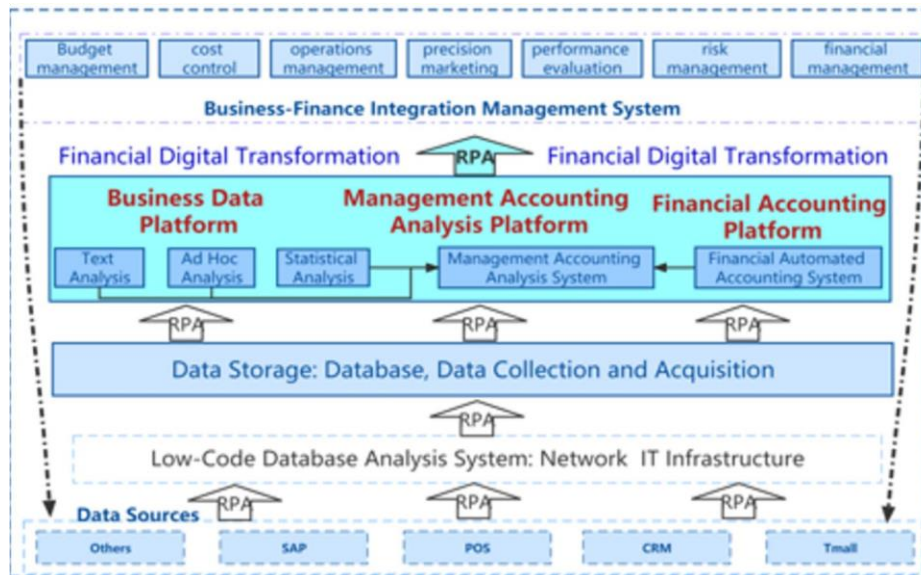 Budget management
cost control
operations management
precision marketing
performance evaluation
risk management
financial management
Business-Finance Integration Management System
Financial Digital Transformation
RPA
Financial Digital Transformation
Business Data
Platform
Management Accounting
Analysis Platform
Financial Accounting
Platform
Text
Analysis
Ad Hoc
Analysis
Statistical
Analysis
Management Accounting
Analysis System
Financial Automated
Accounting System
RPA
RPA
RPA
Data Storage: Database, Data Collection and Acquisition
RPA
Low-Code Database Analysis System: Network IT Infrastructure
RPA
RPA
RPA
Data Sources
Others
SAP
POS
CRM
Tmall